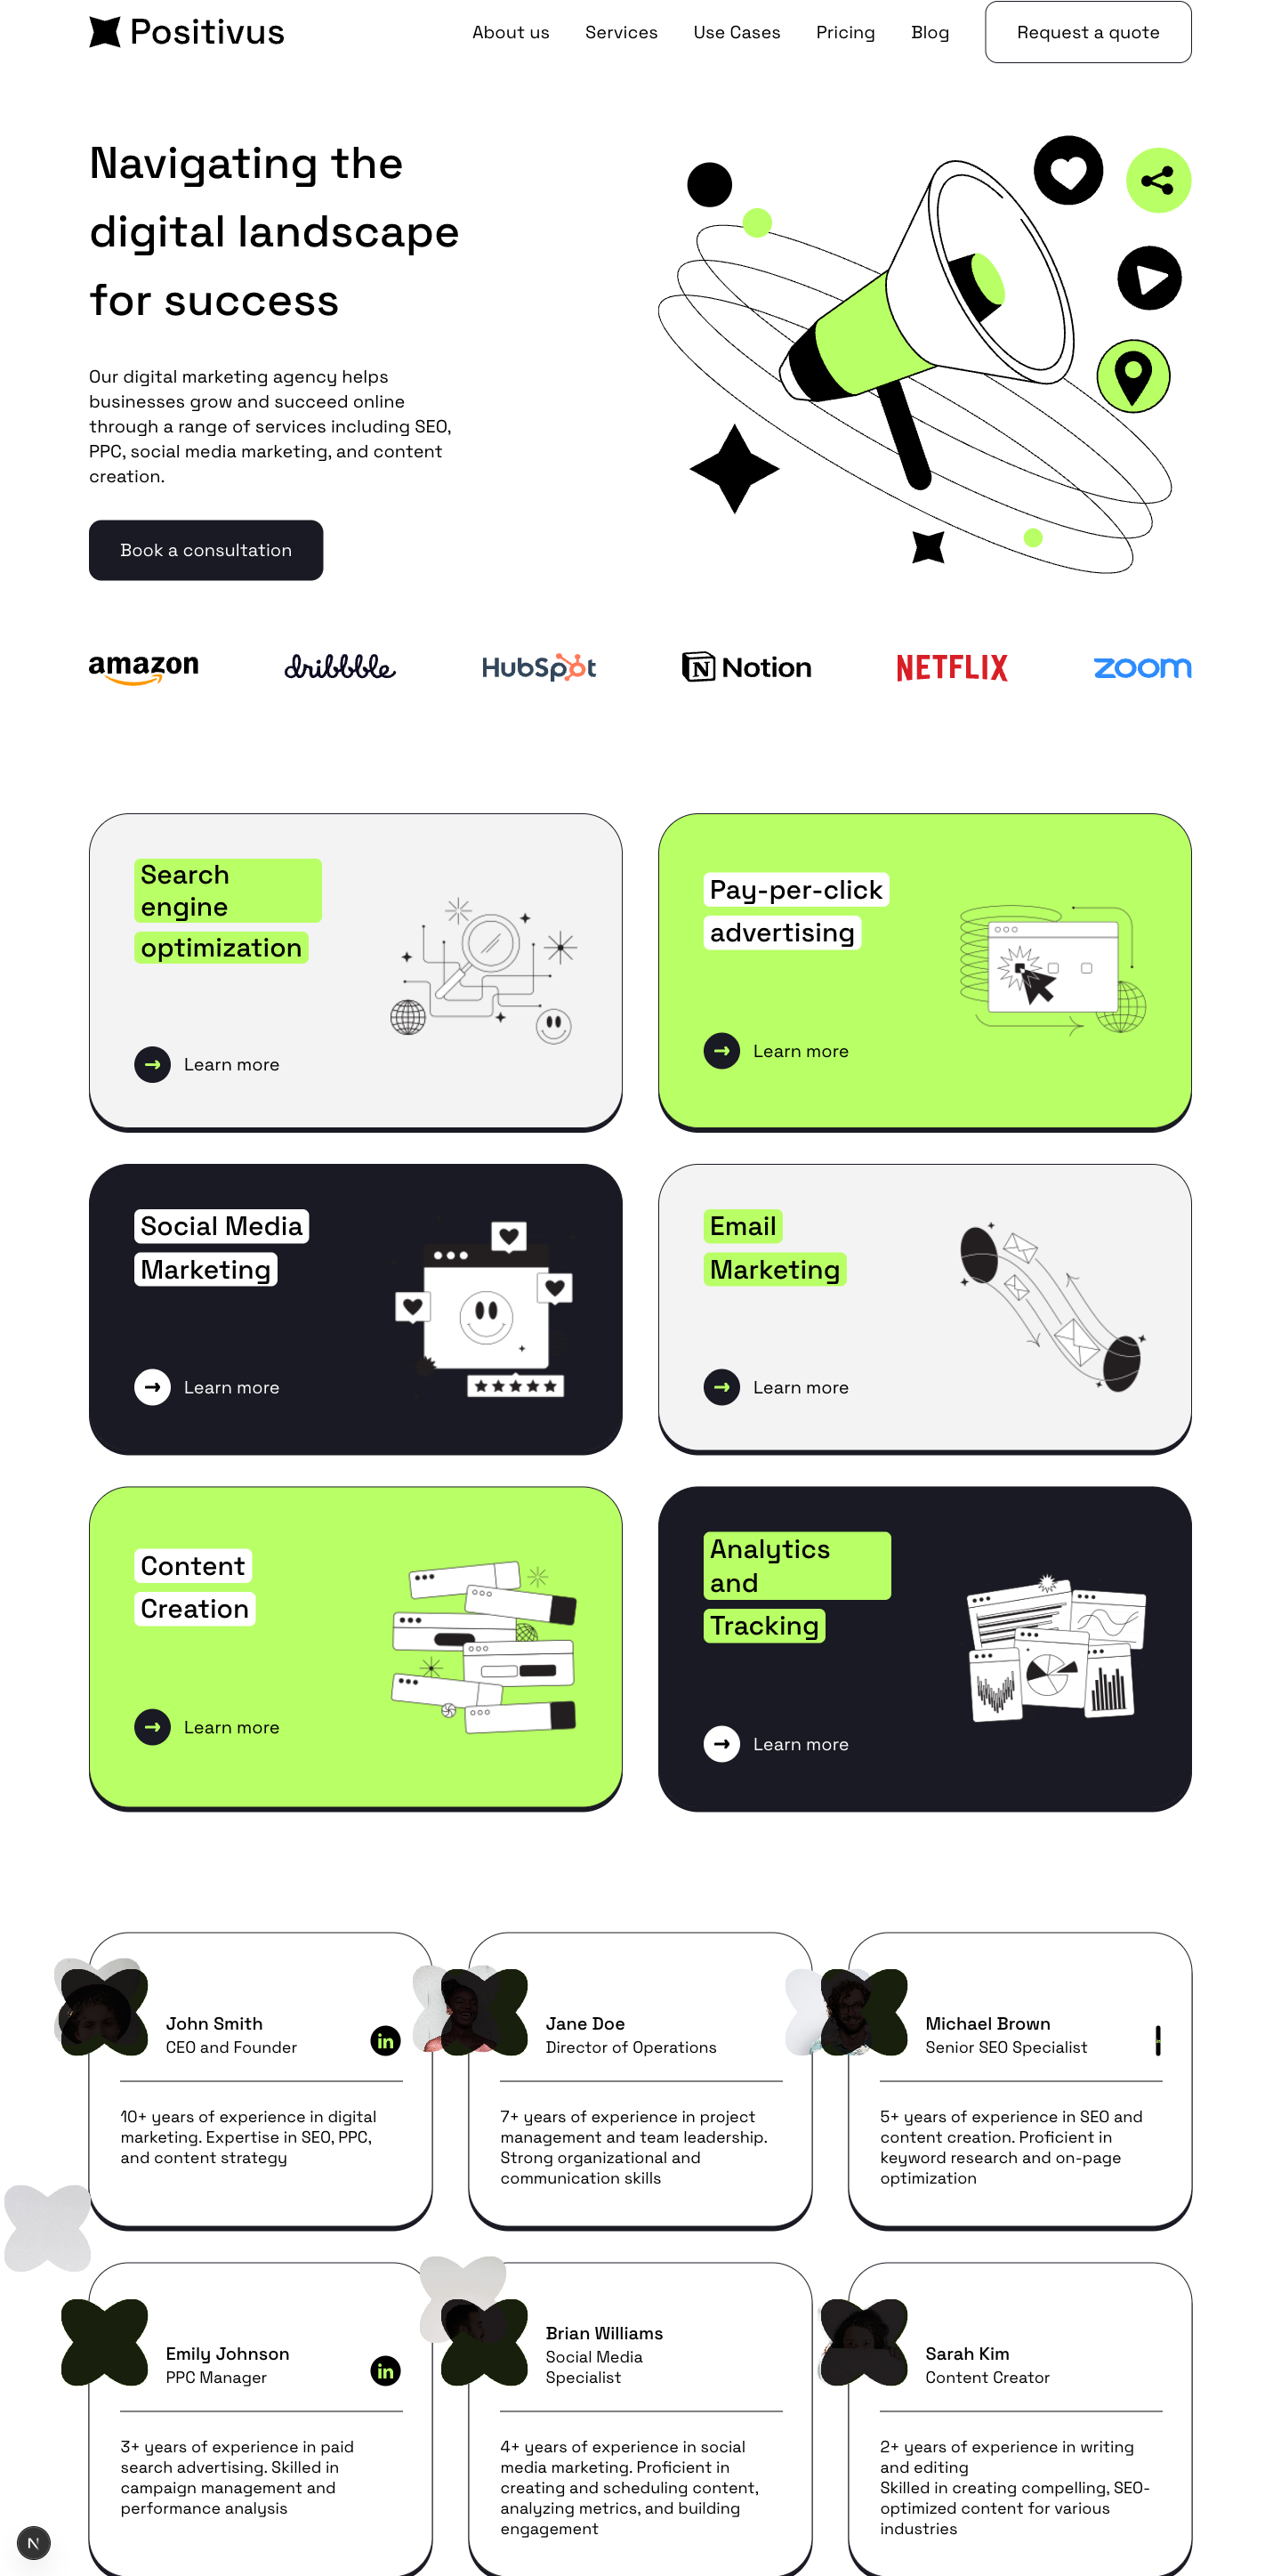 Positivus
About us
Services
Use Cases
Pricing
Blog
Request a quote
Navigating the
digital landscape
for success
Our digital marketing agency helps
businesses grow and succeed online
through a range of services including SEO,
PPC, social media marketing, and content
creation.
Book a consultation
amazon
dribbble
HubSpot
Notion
NETFLIX
zoom
Search
engine
optimization
Learn more
Pay-per-click
advertising
Learn more
Social Media
Marketing
Learn more
Email
Marketing
Learn more
Content
Creation
Learn more
Analytics
and
Tracking
Learn more
John Smith
CEO and Founder
in
10+ years of experience in digital
marketing. Expertise in SEO, PPC,
and content strategy
Jane Doe
Director of Operations
7+ years of experience in project
management and team leadership.
Strong organizational and
communication skills
Michael Brown
Senior SEO Specialist
5+ years of experience in SEO and
content creation. Proficient in
keyword research and on-page
optimization
Emily Johnson
PPC Manager
in
3+ years of experience in paid
search advertising. Skilled in
campaign management and
performance analysis
Brian Williams
Social Media
Specialist
4+ years of experience in social
media marketing. Proficient in
creating and scheduling content,
analyzing metrics, and building
engagement
Sarah Kim
Content Creator
2+ years of experience in writing
and editing
Skilled in creating compelling, SEO-
optimized content for various
industries
N